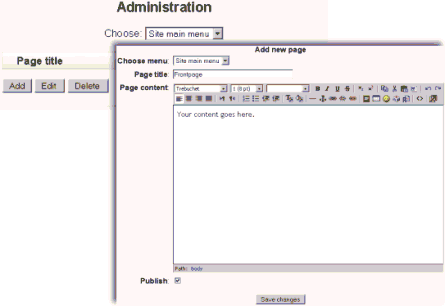 Administration
Choose: Site main menu
Page title
Add Edit Delete
Add new page
Choose menu: Site main menu
Page title: Frontpage
Page content: Trebuchet 1 (8 pt) B I U S
Your content goes here.
Path: body
Publish:
Save changes